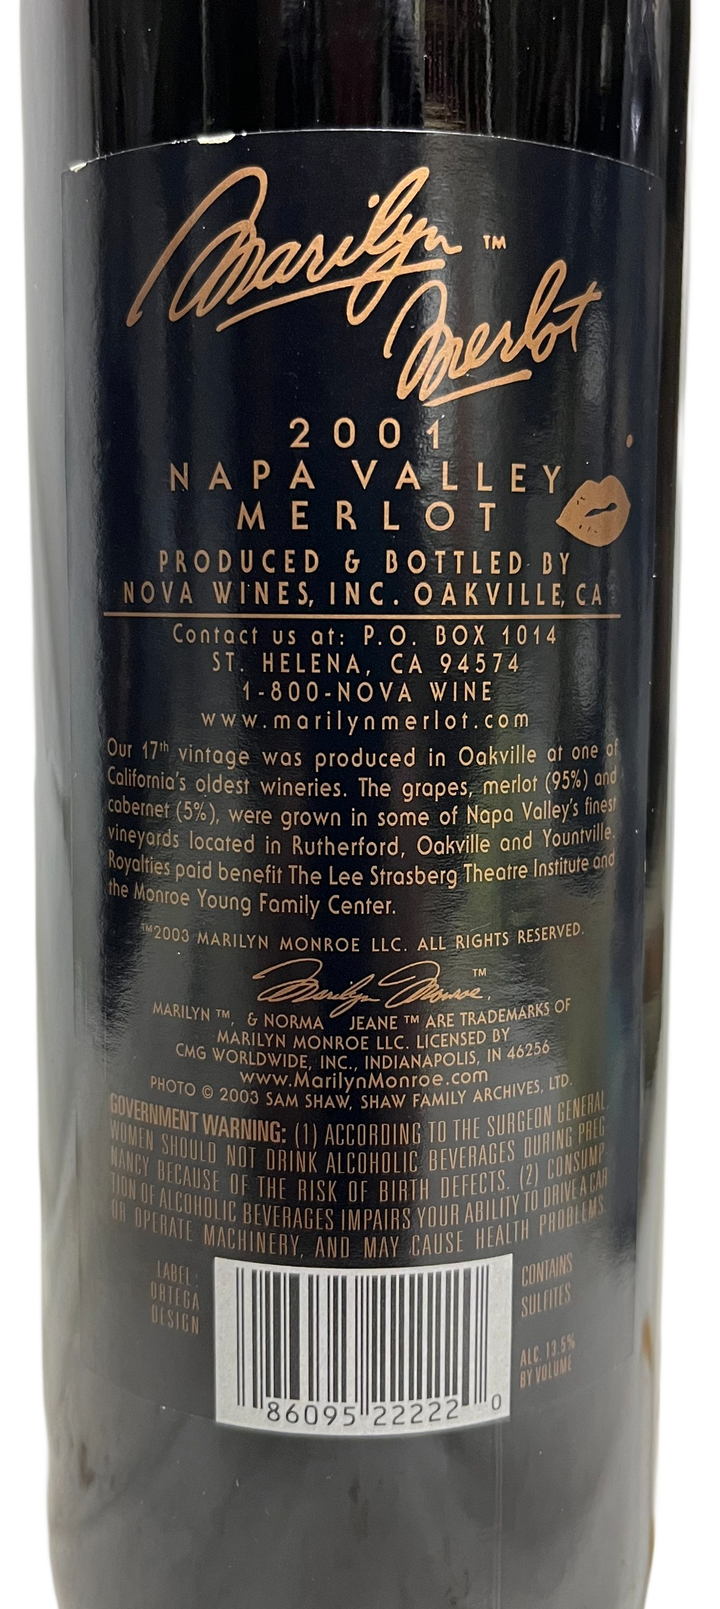 Marilyn ™
Merlot
2001
NAPA VALLEY
MERLOT
PRODUCED & BOTTLED BY
NOVA WINES, INC. OAKVILLE, CA
Contact us at: P.O. BOX 1014
ST. HELENA, CA 94574
1-800-NOVA WINE
www.marilynmerlot.com
Our 17th vintage was produced in Oakville at one of
California's oldest wineries. The grapes, merlot (95%) and
cabernet (5%), were grown in some of Napa Valley's finest
vineyards located in Rutherford, Oakville and Yountville.
Royalties paid benefit The Lee Strasberg Theatre Institute and
the Monroe Young Family Center.
™2003 MARILYN MONROE LLC. ALL RIGHTS RESERVED.
Marilyn Monroe™,
MARILYN ™, & NORMA JEANE ™ ARE TRADEMARKS OF
MARILYN MONROE LLC. LICENSED BY
CMG WORLDWIDE, INC., INDIANAPOLIS, IN 46256
www.MarilynMonroe.com
PHOTO © 2003 SAM SHAW, SHAW FAMILY ARCHIVES, LTD.
GOVERNMENT WARNING: (1) ACCORDING TO THE SURGEON GENERAL,
WOMEN SHOULD NOT DRINK ALCOHOLIC BEVERAGES DURING PREG-
NANCY BECAUSE OF THE RISK OF BIRTH DEFECTS. (2) CONSUMP-
TION OF ALCOHOLIC BEVERAGES IMPAIRS YOUR ABILITY TO DRIVE A CAR
OR OPERATE MACHINERY, AND MAY CAUSE HEALTH PROBLEMS.
LABEL:
ORTEGA
DESIGN
CONTAINS
SULFITES
ALC. 13.5%
BY VOLUME
86095 22222 0